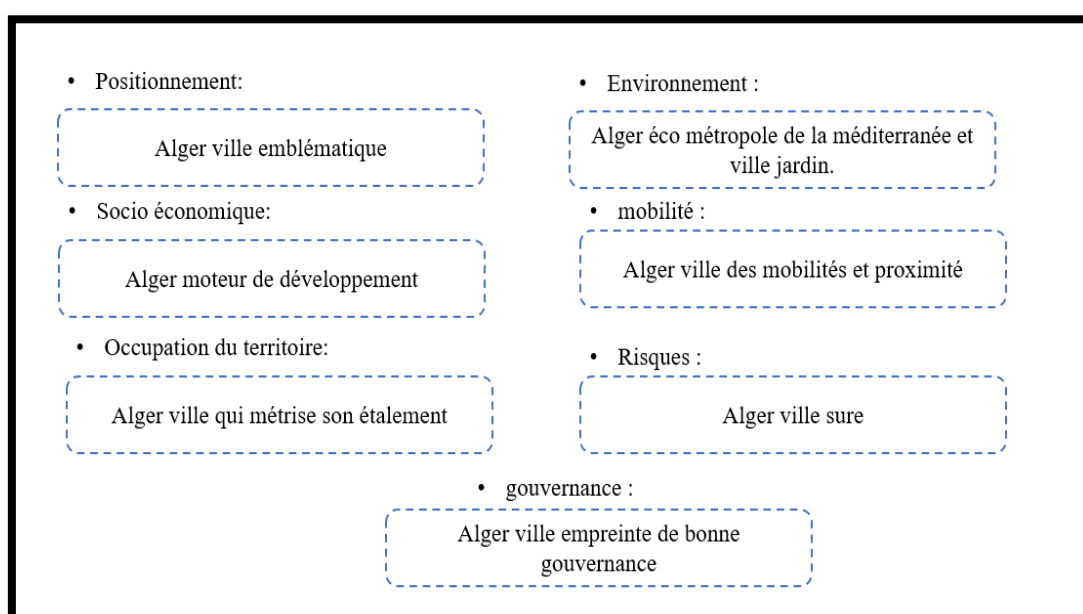 • Positionnement:
Alger ville emblématique
• Socio économique:
Alger moteur de développement
• Occupation du territoire:
Alger ville qui métrise son étalement
• Environnement :
Alger éco métropole de la méditerranée et
ville jardin.
• mobilité :
Alger ville des mobilités et proximité
• Risques :
Alger ville sure
• gouvernance :
Alger ville empreinte de bonne
gouvernance